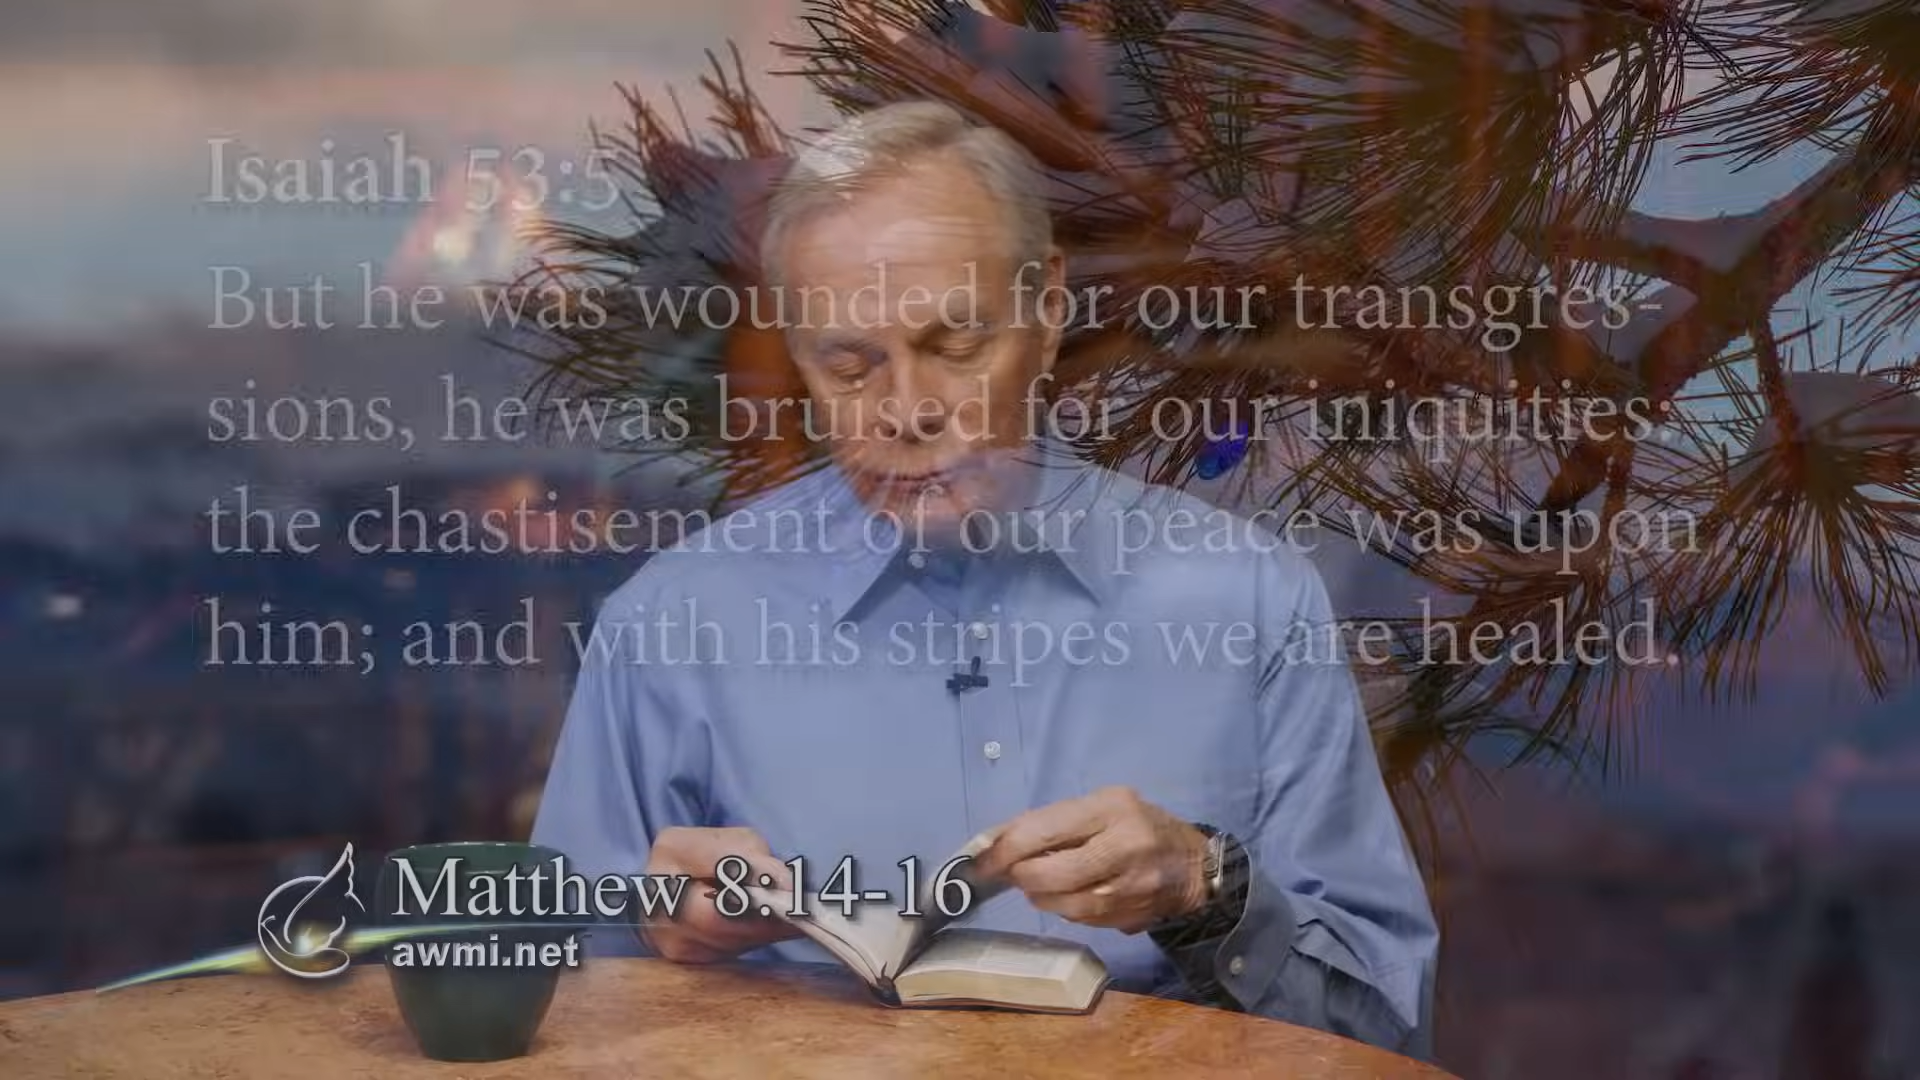 Isaiah 53:5
But he was wounded for our transgres-
sions, he was bruised for our iniquities:
the chastisement of our peace was upon
him; and with his stripes we are healed.
Matthew 8:14-16
awmi.net